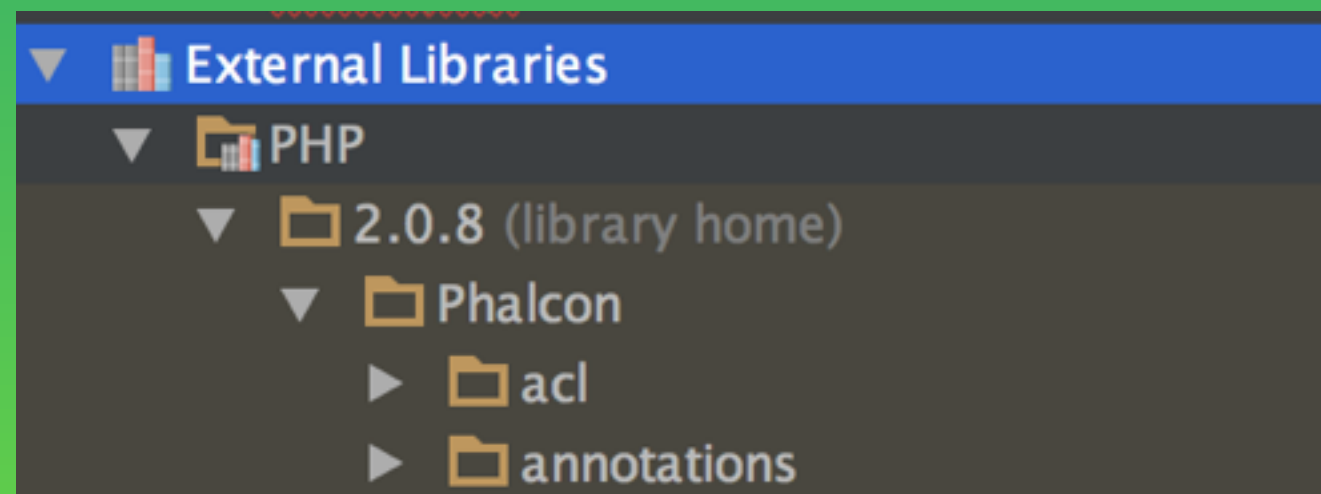 External Libraries
PHP
2.0.8 (library home)
Phalcon
acl
annotations